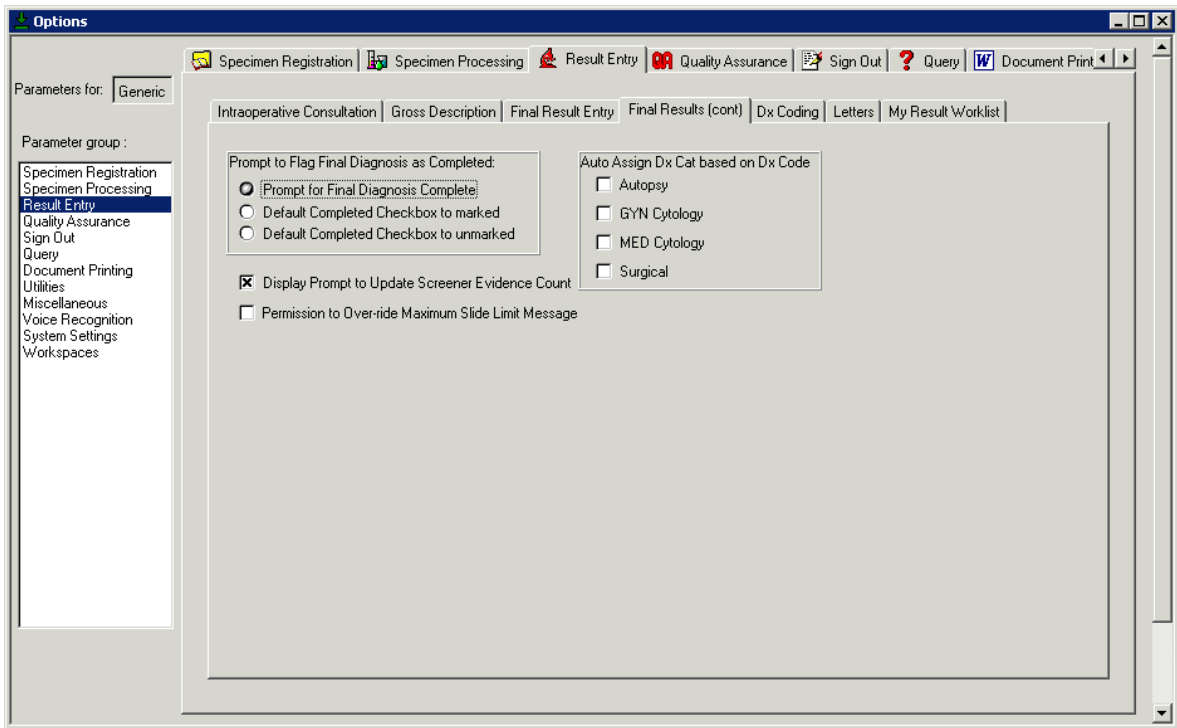 Options
Specimen Registration Specimen Processing Result Entry QA Quality Assurance Sign Out ? Query W Document Print
Parameters for: Generic
Intraoperative Consultation Gross Description Final Result Entry Final Results (cont) Dx Coding Letters My Result Worklist
Parameter group :
Specimen Registration
Specimen Processing
Result Entry
Quality Assurance
Sign Out
Query
Document Printing
Utilities
Miscellaneous
Voice Recognition
System Settings
Workspaces
Prompt to Flag Final Diagnosis as Completed:
Prompt for Final Diagnosis Complete
Default Completed Checkbox to marked
Default Completed Checkbox to unmarked
Display Prompt to Update Screener Evidence Count
Permission to Over-ride Maximum Slide Limit Message
Auto Assign Dx Cat based on Dx Code
Autopsy
GYN Cytology
MED Cytology
Surgical